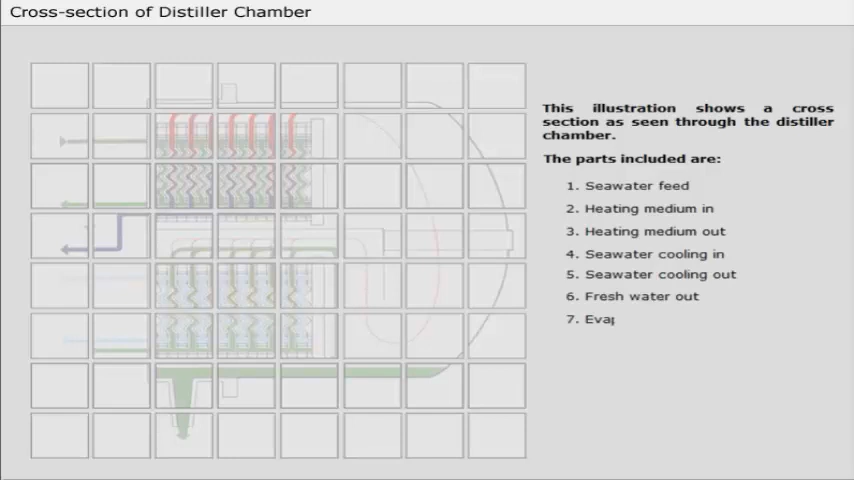 Cross-section of Distiller Chamber
This illustration shows a cross
section as seen through the distiller
chamber.
The parts included are:
1. Seawater feed
2. Heating medium in
3. Heating medium out
4. Seawater cooling in
5. Seawater cooling out
6. Fresh water out
7. Evap